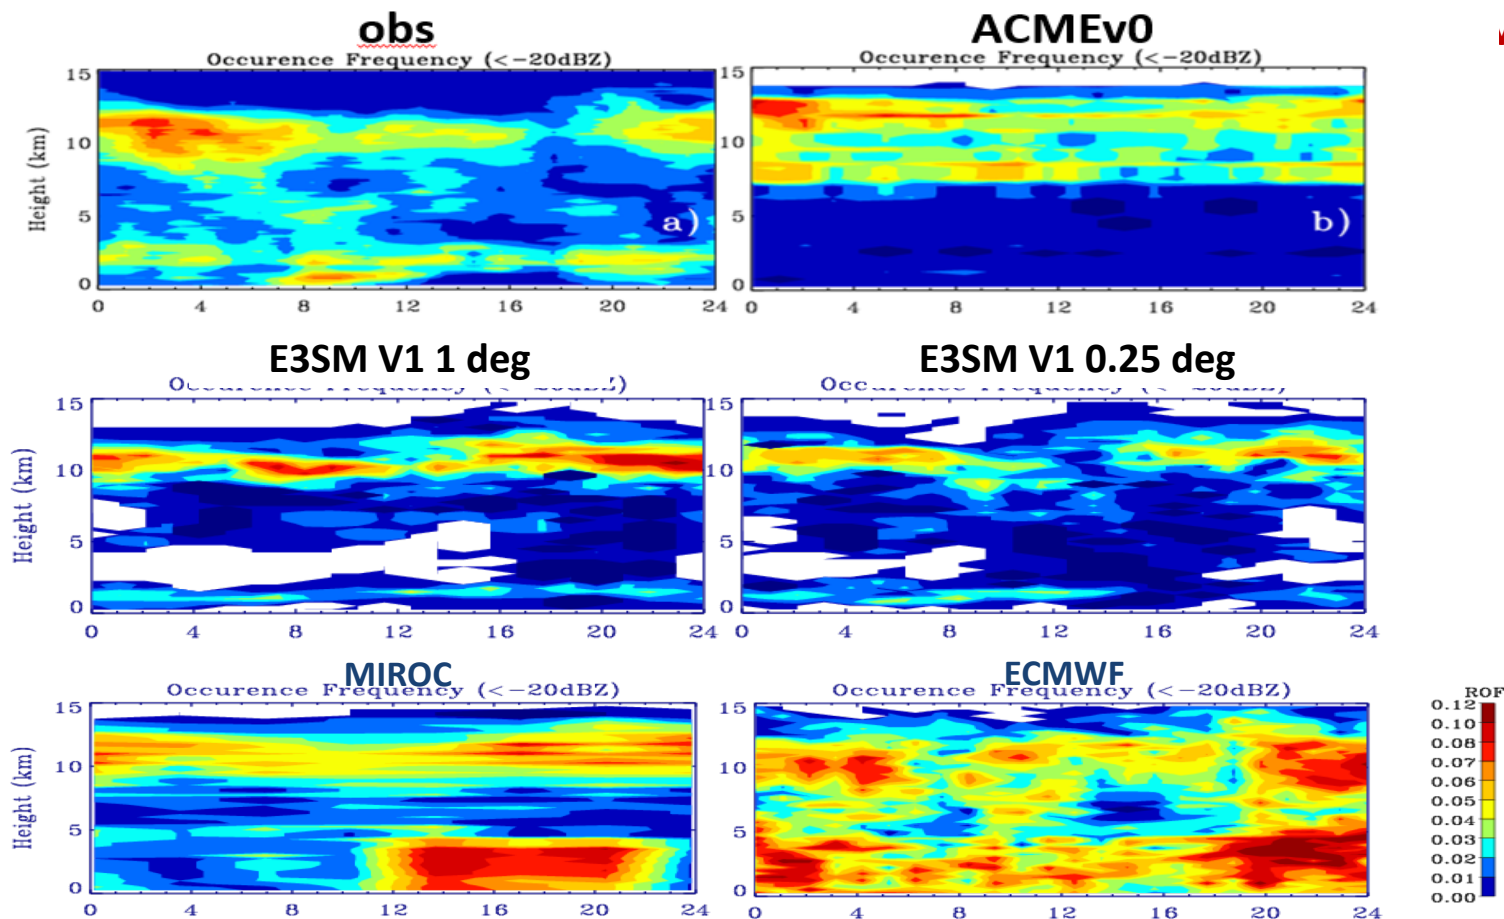 obs
ACMEv0
Occurence Frequency (<-20dBZ)
Occurence Frequency (<-20dBZ)
15
10
5
0
Height (km)
a)
0 4 8 12 16 20 24
15
10
5
0
b)
0 4 8 12 16 20 24
E3SM V1 1 deg
E3SM V1 0.25 deg
Occurence Frequency (<-20dBZ)
Occurence Frequency (<-20dBZ)
15
10
5
0
Height (km)
0 4 8 12 16 20 24
15
10
5
0
0 4 8 12 16 20 24
MIROC
ECMWF
Occurence Frequency (<-20dBZ)
Occurence Frequency (<-20dBZ)
15
10
5
0
Height (km)
0 4 8 12 16 20 24
15
10
5
0
0 4 8 12 16 20 24
ROF
0.12
0.10
0.08
0.07
0.06
0.05
0.04
0.03
0.02
0.01
0.00